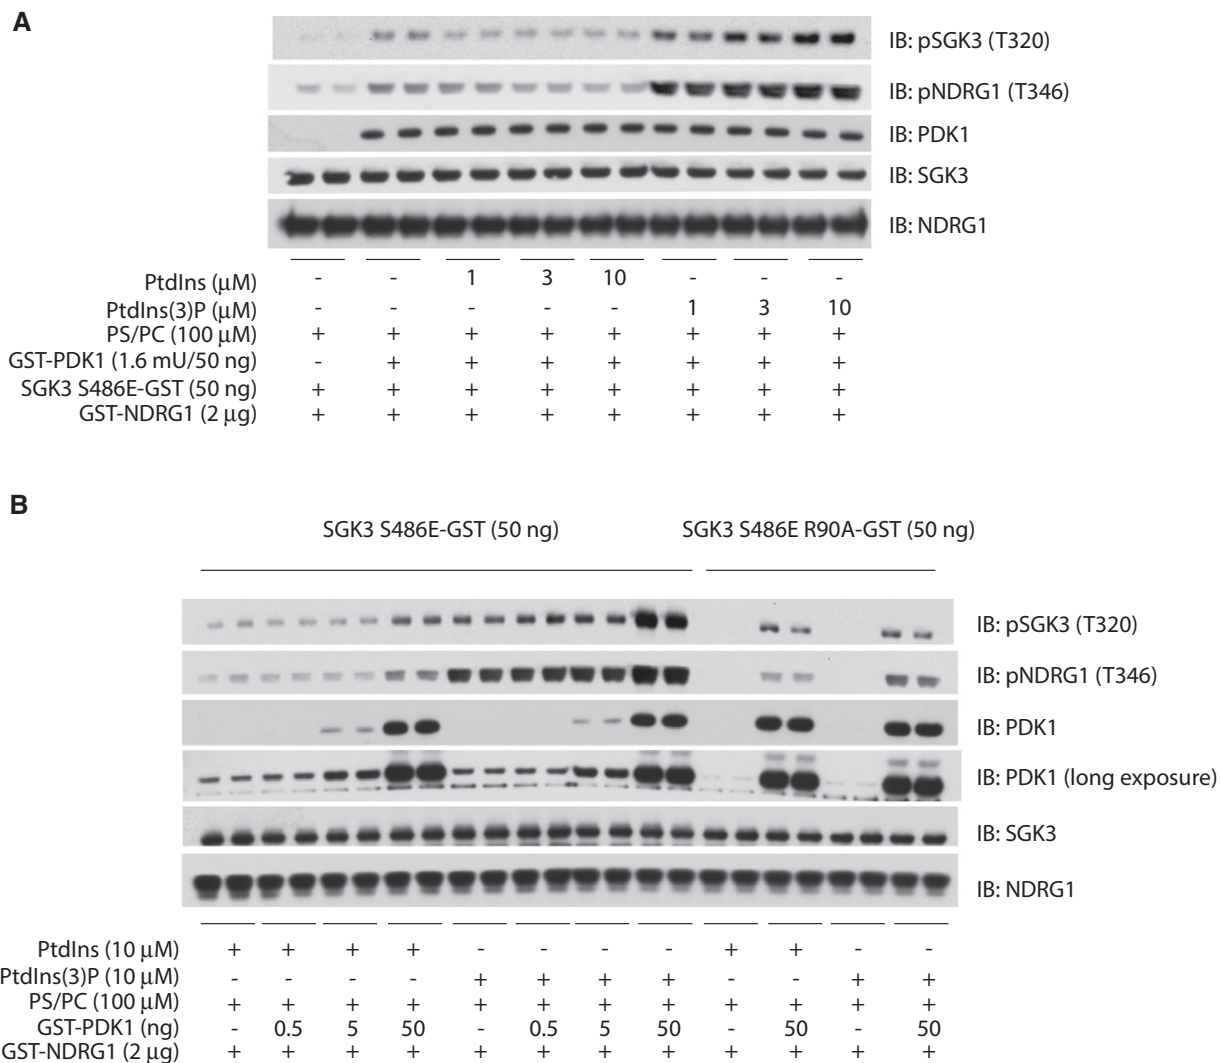 A
IB: pSGK3 (T320)
IB: pNDRG1 (T346)
IB: PDK1
IB: SGK3
IB: NDRG1
PtdIns (μM) - - 1 3 10 - - -
PtdIns(3)P (μM) - - - - - 1 3 10
PS/PC (100 μM) + + + + + + + +
GST-PDK1 (1.6 mU/50 ng) - + + + + + + +
SGK3 S486E-GST (50 ng) + + + + + + + +
GST-NDRG1 (2 μg) + + + + + + + +
B
SGK3 S486E-GST (50 ng) SGK3 S486E R90A-GST (50 ng)
IB: pSGK3 (T320)
IB: pNDRG1 (T346)
IB: PDK1
IB: PDK1 (long exposure)
IB: SGK3
IB: NDRG1
PtdIns (10 μM) + + + + - - - - + + - -
PtdIns(3)P (10 μM) - - - - + + + + - - + +
PS/PC (100 μM) + + + + + + + + + + + +
GST-PDK1 (ng) - 0.5 5 50 - 0.5 5 50 - 50 - 50
GST-NDRG1 (2 μg) + + + + + + + + + + + +